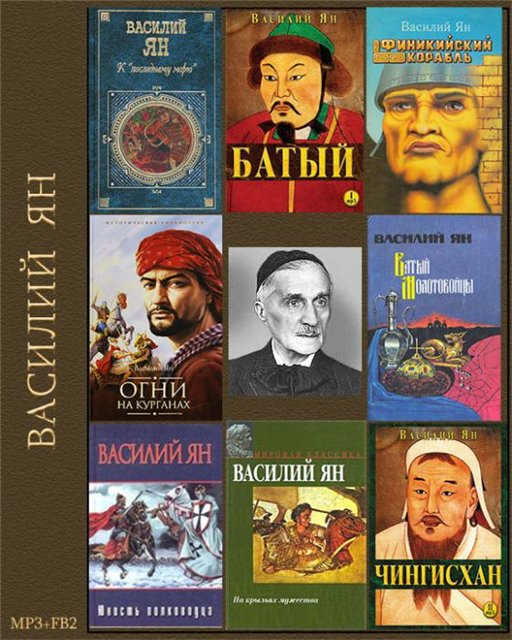 ВАСИЛИЙ ЯН
ВАСИЛИЙ
ЯН
К "последнему морю"
ВАСИЛИЙ ЯН
БАТЫЙ
mp3
Василий Ян
ФИНИКИЙСКИЙ
КОРАБЛЬ
ИСТОРИЧЕСКАЯ БИБЛИОТЕКА
Василий Ян
ОГНИ
НА КУРГАНАХ
ВАСИЛИЙ ЯН
Батый
Молотобойцы
ВАСИЛИЙ ЯН
Юность полководца
МИРОВАЯ КЛАССИКА
ВАСИЛИЙ ЯН
На крыльях мужества
ВАСИЛИЙ ЯН
ЧИНГИСХАН
MP3+FB2